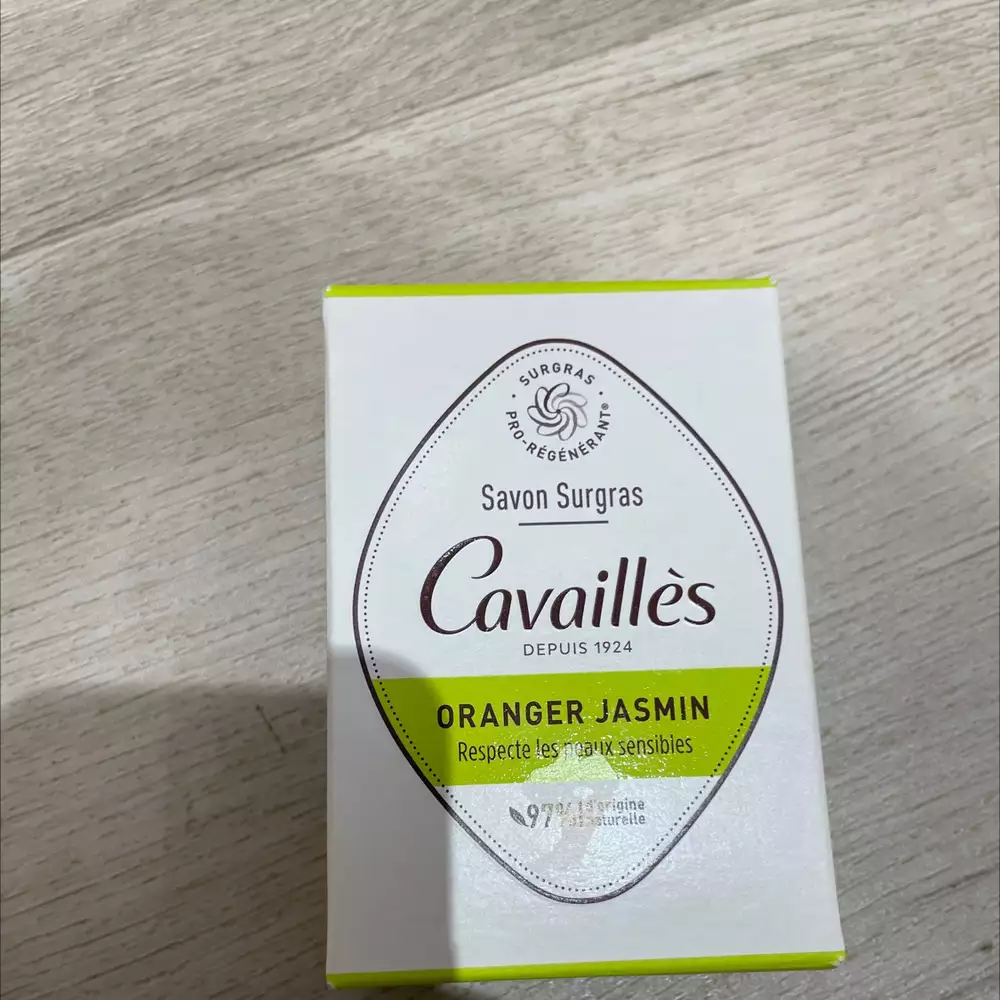 SURGRAS
PRO-RÉGÉNÉRANT®
Savon Surgras
Cavaillès
DEPUIS 1924
ORANGER JASMIN
Respecte les peaux sensibles
97% d'origine
naturelle